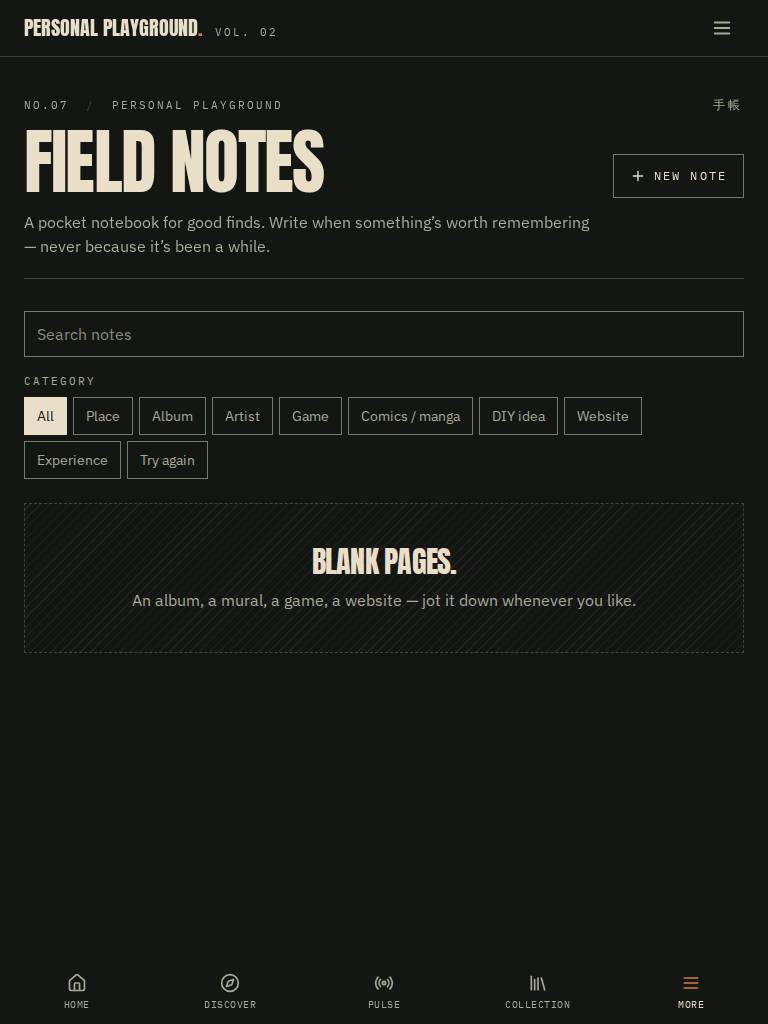 PERSONAL PLAYGROUND. VOL. 02
NO.07 / PERSONAL PLAYGROUND 手帳
FIELD NOTES
+ NEW NOTE
A pocket notebook for good finds. Write when something’s worth remembering
— never because it’s been a while.
Search notes
CATEGORY
All Place Album Artist Game Comics / manga DIY idea Website
Experience Try again
BLANK PAGES.
An album, a mural, a game, a website — jot it down whenever you like.
HOME DISCOVER PULSE COLLECTION MORE